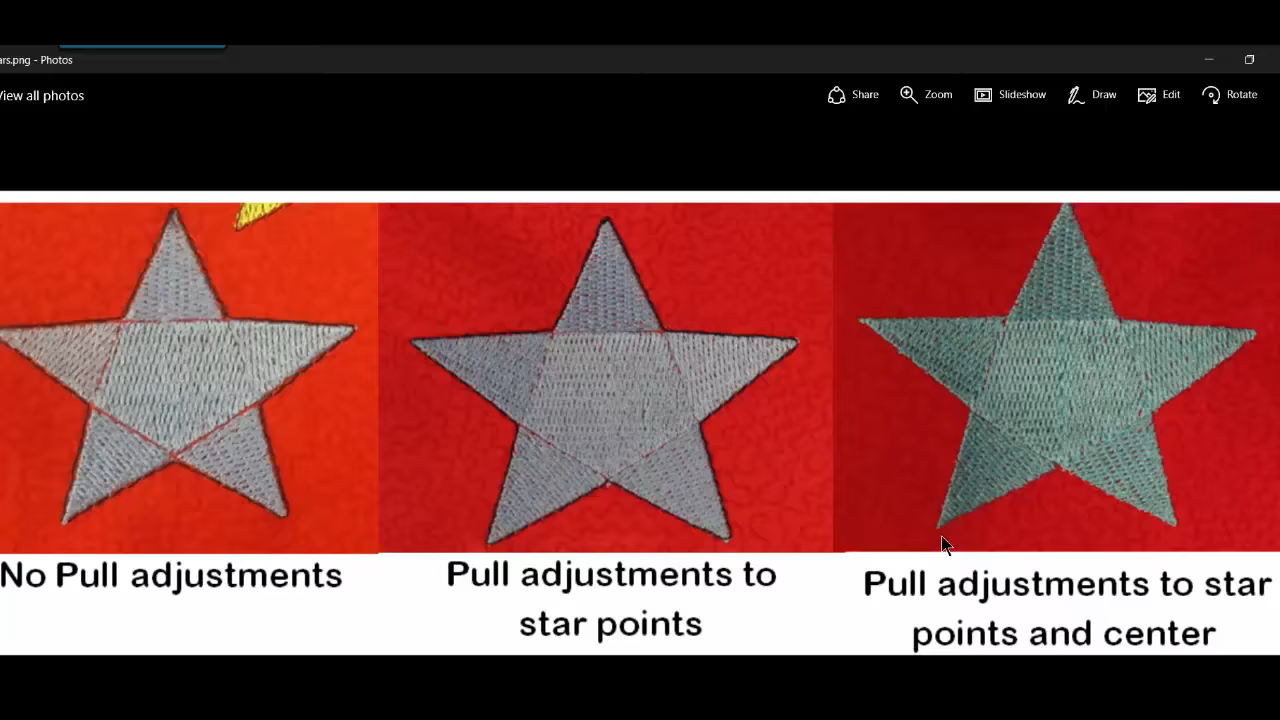 ars.png - Photos
View all photos
Share
Zoom
Slideshow
Draw
Edit
Rotate
No Pull adjustments
Pull adjustments to
star points
Pull adjustments to star
points and center